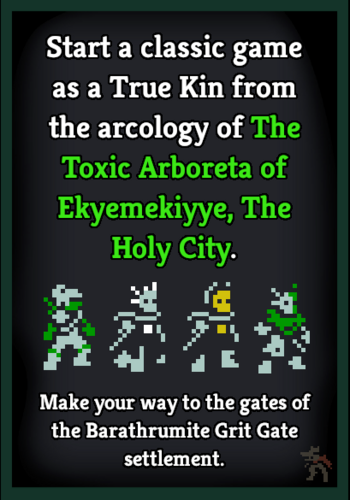 Start a classic game
as a True Kin from
the arcology of The
Toxic Arboreta of
Ekyemekiyye, The
Holy City.
Make your way to the gates of
the Barathrumite Grit Gate
settlement.